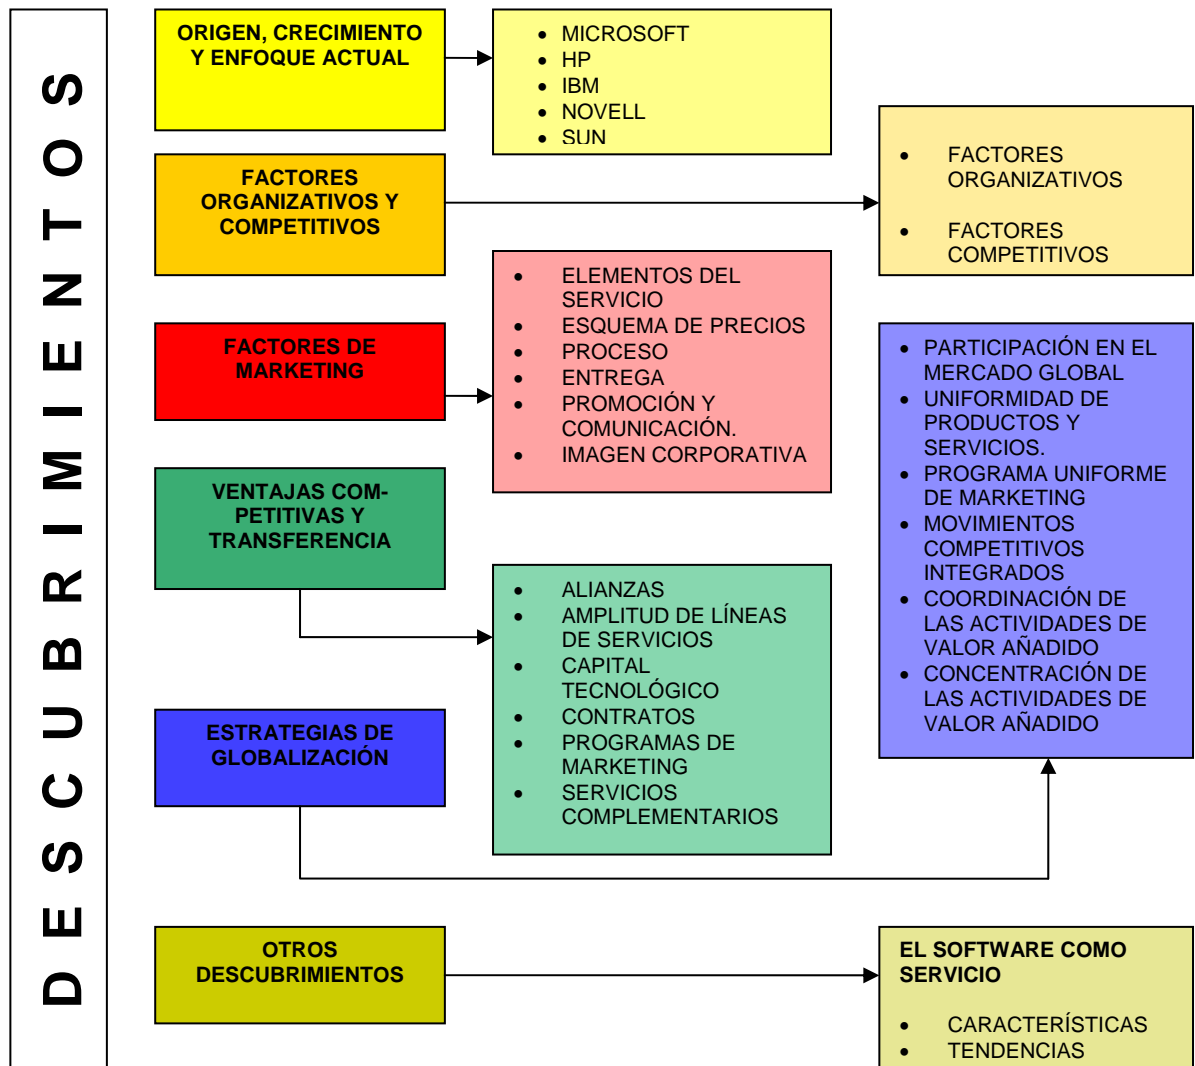 DESCUBRIMIENTOS
ORIGEN, CRECIMIENTO
Y ENFOQUE ACTUAL
• MICROSOFT
• HP
• IBM
• NOVELL
• SUN
FACTORES
ORGANIZATIVOS Y
COMPETITIVOS
• FACTORES
ORGANIZATIVOS
• FACTORES
COMPETITIVOS
FACTORES DE
MARKETING
• ELEMENTOS DEL
SERVICIO
• ESQUEMA DE PRECIOS
• PROCESO
• ENTREGA
• PROMOCIÓN Y
COMUNICACIÓN.
• IMAGEN CORPORATIVA
VENTAJAS COM-
PETITIVAS Y
TRANSFERENCIA
• ALIANZAS
• AMPLITUD DE LÍNEAS
DE SERVICIOS
• CAPITAL
TECNOLÓGICO
• CONTRATOS
• PROGRAMAS DE
MARKETING
• SERVICIOS
COMPLEMENTARIOS
ESTRATEGIAS DE
GLOBALIZACIÓN
• PARTICIPACIÓN EN EL
MERCADO GLOBAL
• UNIFORMIDAD DE
PRODUCTOS Y
SERVICIOS.
• PROGRAMA UNIFORME
DE MARKETING
• MOVIMIENTOS
COMPETITIVOS
INTEGRADOS
• COORDINACIÓN DE
LAS ACTIVIDADES DE
VALOR AÑADIDO
• CONCENTRACIÓN DE
LAS ACTIVIDADES DE
VALOR AÑADIDO
OTROS
DESCUBRIMIENTOS
EL SOFTWARE COMO
SERVICIO
• CARACTERÍSTICAS
• TENDENCIAS